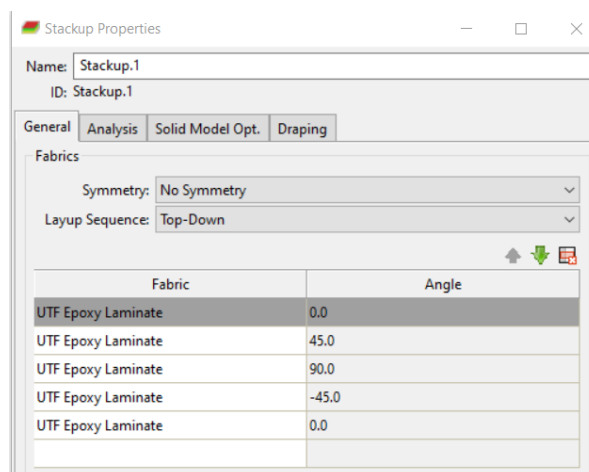 Stackup Properties
Name: Stackup.1
ID: Stackup.1
General Analysis Solid Model Opt. Draping
Fabrics
Symmetry: No Symmetry
Layup Sequence: Top-Down
Fabric Angle
UTF Epoxy Laminate 0.0
UTF Epoxy Laminate 45.0
UTF Epoxy Laminate 90.0
UTF Epoxy Laminate -45.0
UTF Epoxy Laminate 0.0